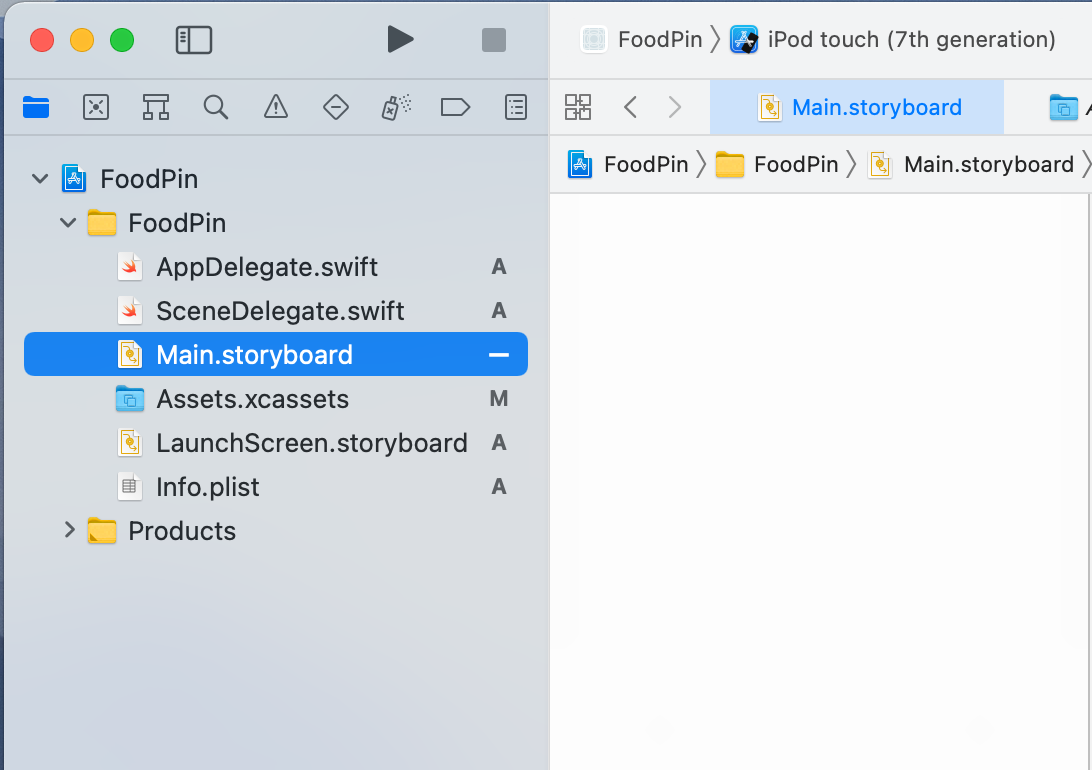 FoodPin 〉 iPod touch (7th generation)
Main.storyboard
FoodPin 〉 FoodPin 〉 Main.storyboard 〉
FoodPin
FoodPin
AppDelegate.swift A
SceneDelegate.swift A
Main.storyboard –
Assets.xcassets M
LaunchScreen.storyboard A
Info.plist A
Products